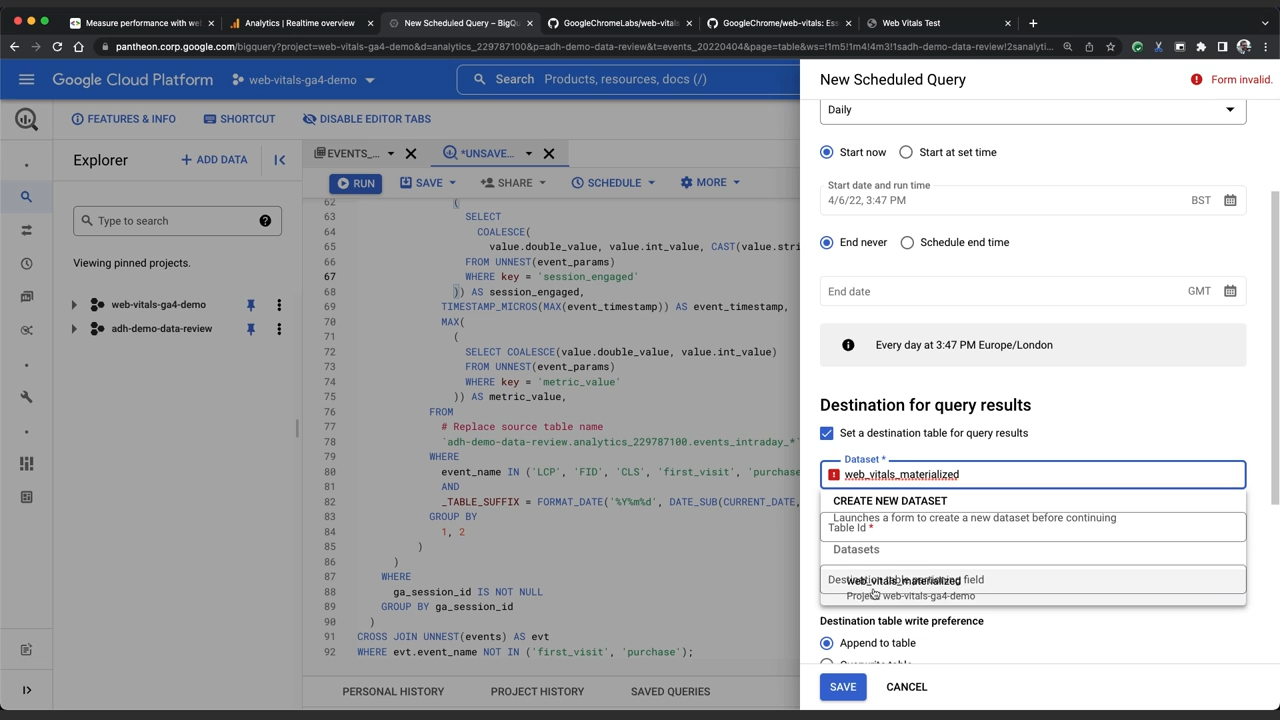 Measure performance with we
Analytics | Realtime overview
New Scheduled Query – BigQ
GoogleChromeLabs/web-vitals
GoogleChrome/web-vitals: Ess
Web Vitals Test
pantheon.corp.google.com/bigquery?project=web-vitals-ga4-demo&d=analytics_229787100&p=adh-demo-data-review&t=events_20220404&page=table&ws=!1m5!1m4!4m3!1sadh-demo-data-review!2sanalyti...
Google Cloud Platform
web-vitals-ga4-demo
Search Products, resources, docs (/)
New Scheduled Query
Form invalid.
FEATURES & INFO
SHORTCUT
DISABLE EDITOR TABS
Explorer
+ ADD DATA
EVENTS_...
*UNSAVE...
RUN
SAVE
SHARE
SCHEDULE
MORE
Type to search
Viewing pinned projects.
web-vitals-ga4-demo
adh-demo-data-review
62 (
63 SELECT
64 COALESCE(
65 value.double_value, value.int_value, CAST(value.stri
66 FROM UNNEST(event_params)
67 WHERE key = 'session_engaged'
68 )) AS session_engaged,
69 TIMESTAMP_MICROS(MAX(event_timestamp)) AS event_timestamp,
70 MAX(
71 (
72 SELECT COALESCE(value.double_value, value.int_value)
73 FROM UNNEST(event_params)
74 WHERE key = 'metric_value'
75 )) AS metric_value,
76 FROM
77 # Replace source table name
78 `adh-demo-data-review.analytics_229787100.events_intraday_*`
79 WHERE
80 event_name IN ('LCP', 'FID', 'CLS', 'first_visit', 'purchase
81 AND
82 _TABLE_SUFFIX = FORMAT_DATE('%Y%m%d', DATE_SUB(CURRENT_DATE,
83 GROUP BY
84 1, 2
85 )
86 )
87 WHERE
88 ga_session_id IS NOT NULL
89 GROUP BY ga_session_id
90 )
91 CROSS JOIN UNNEST(events) AS evt
92 WHERE evt.event_name NOT IN ('first_visit', 'purchase');
PERSONAL HISTORY
PROJECT HISTORY
SAVED QUERIES
Daily
Start now
Start at set time
Start date and run time
4/6/22, 3:47 PM
BST
End never
Schedule end time
End date
GMT
Every day at 3:47 PM Europe/London
Destination for query results
Set a destination table for query results
Dataset *
web_vitals_materialized
CREATE NEW DATASET
Launches a form to create a new dataset before continuing
Table Id *
Datasets
web_vitals_materialized
Destination table partitioning field
Project: web-vitals-ga4-demo
Destination table write preference
Append to table
Overwrite table
SAVE
CANCEL